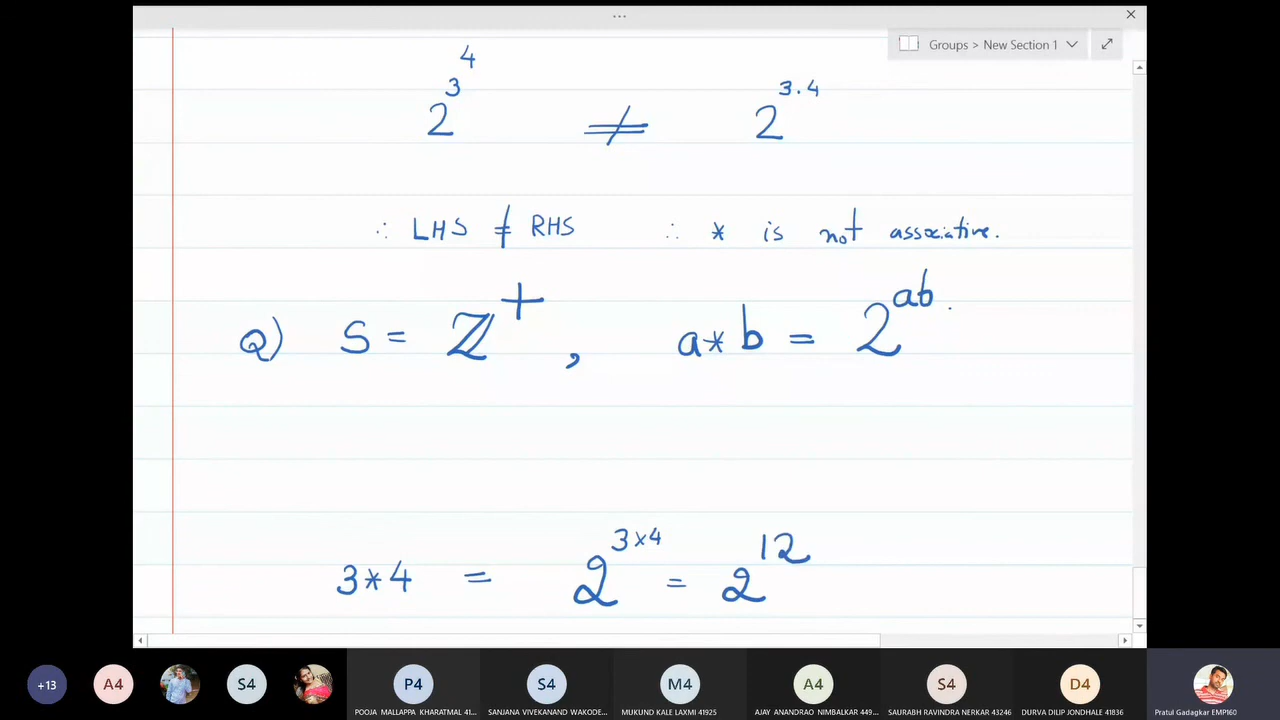 Groups > New Section 1
2^3^4 ≠ 2^3.4
∴ LHS ≠ RHS ∴ * is not associative.
Q) S = ℤ^+ , a * b = 2^ab.
3 * 4 = 2^3×4 = 2^12
+13 A4 S4 P4 S4 M4 A4 S4 D4
POOJA MALLAPPA KHARATMAL 41... SANJANA VIVEKANAND WAKODE... MUKUND KALE LAXMI 41925 AJAY ANANDRAO NIMBALKAR 449... SAURABH RAVINDRA NERKAR 43246 DURVA DILIP JONDHALE 41836 Pratul Gadagkar EMP160